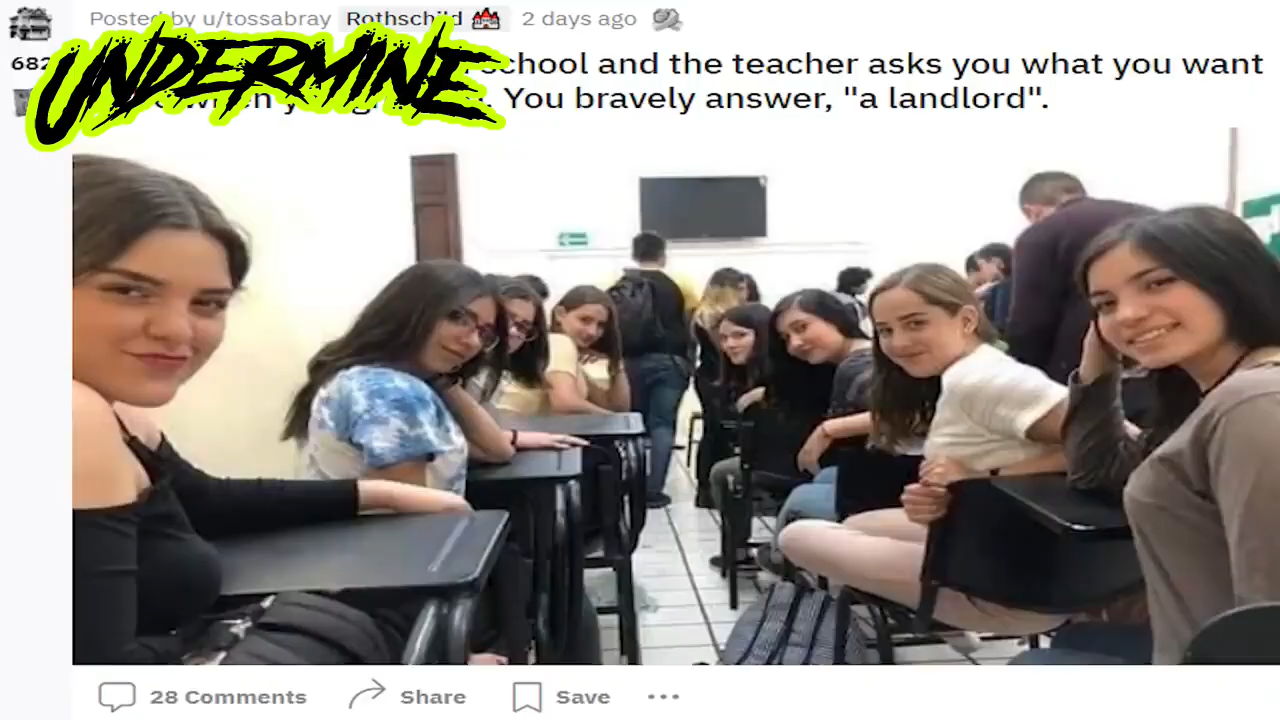 Posted by u/tossabray Rothschild 2 days ago
UNDERMINE
682
school and the teacher asks you what you want
You bravely answer, "a landlord".
28 Comments Share Save